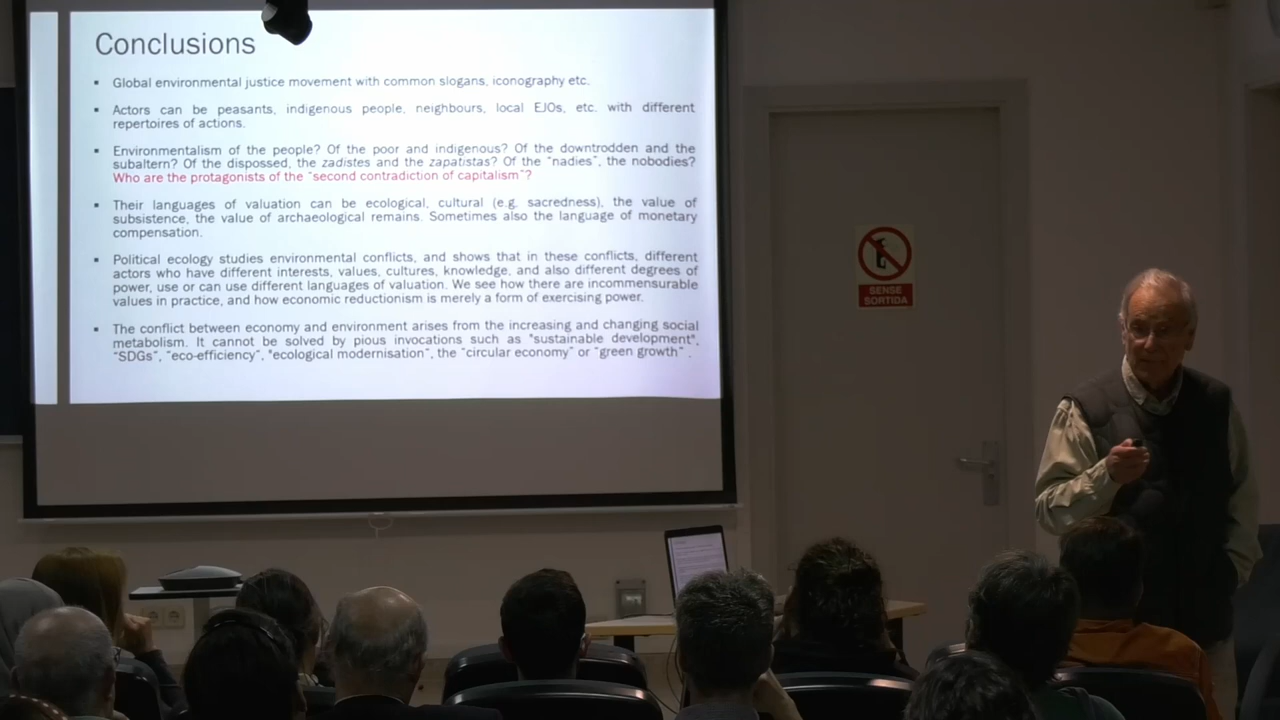 Conclusions
▪ Global environmental justice movement with common slogans, iconography etc.
▪ Actors can be peasants, indigenous people, neighbours, local EJOs, etc. with different
repertoires of actions.
▪ Environmentalism of the people? Of the poor and indigenous? Of the downtrodden and the
subaltern? Of the dispossed, the zadistes and the zapatistas? Of the “nadies”, the nobodies?
Who are the protagonists of the “second contradiction of capitalism”?
▪ Their languages of valuation can be ecological, cultural (e.g. sacredness), the value of
subsistence, the value of archaeological remains. Sometimes also the language of monetary
compensation.
▪ Political ecology studies environmental conflicts, and shows that in these conflicts, different
actors who have different interests, values, cultures, knowledge, and also different degrees of
power, use or can use different languages of valuation. We see how there are incommensurable
values in practice, and how economic reductionism is merely a form of exercising power.
▪ The conflict between economy and environment arises from the increasing and changing social
metabolism. It cannot be solved by pious invocations such as "sustainable development",
“SDGs”, “eco-efficiency”, "ecological modernisation", the “circular economy” or “green growth” .
SENSE
SORTIDA